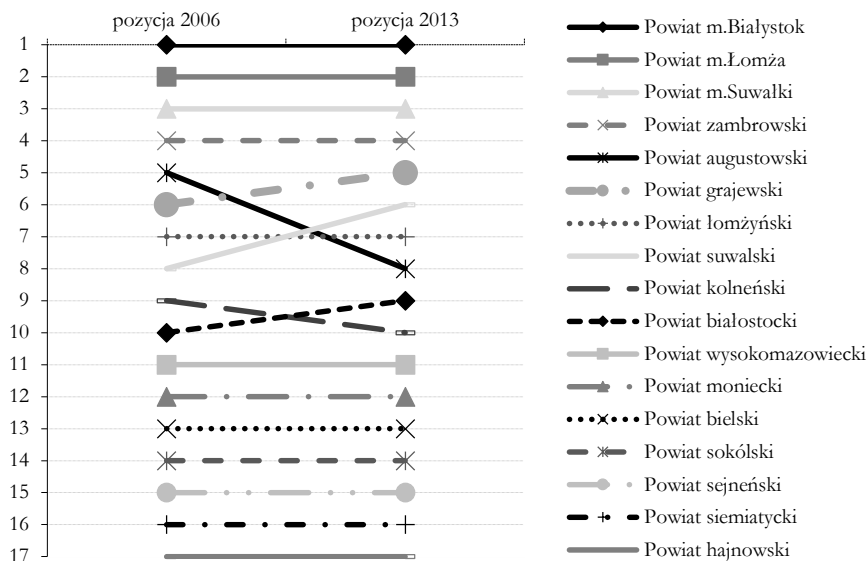 pozycja 2006 pozycja 2013
1
2
3
4
5
6
7
8
9
10
11
12
13
14
15
16
17
Powiat m.Białystok
Powiat m.Łomża
Powiat m.Suwałki
Powiat zambrowski
Powiat augustowski
Powiat grajewski
Powiat łomżyński
Powiat suwalski
Powiat kolneński
Powiat białostocki
Powiat wysokomazowiecki
Powiat moniecki
Powiat bielski
Powiat sokólski
Powiat sejneński
Powiat siemiatycki
Powiat hajnowski